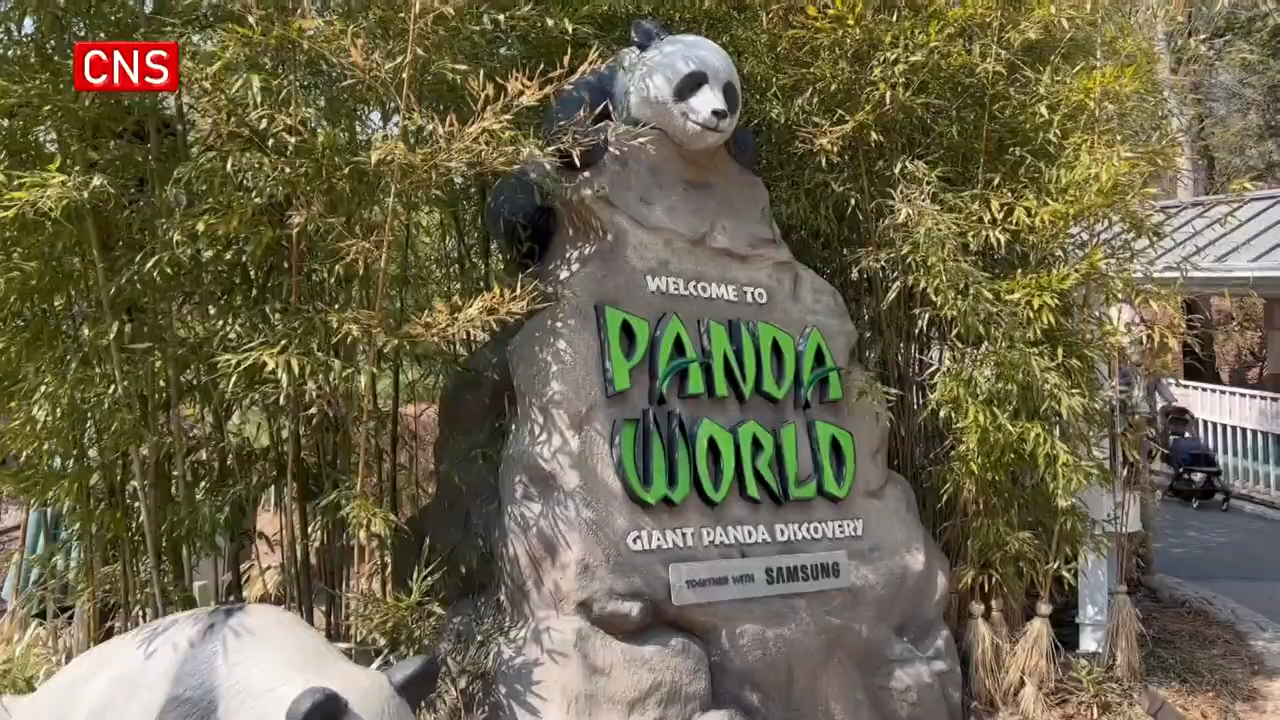 CNS
WELCOME TO
PANDA
WORLD
GIANT PANDA DISCOVERY
TOGETHER WITH SAMSUNG